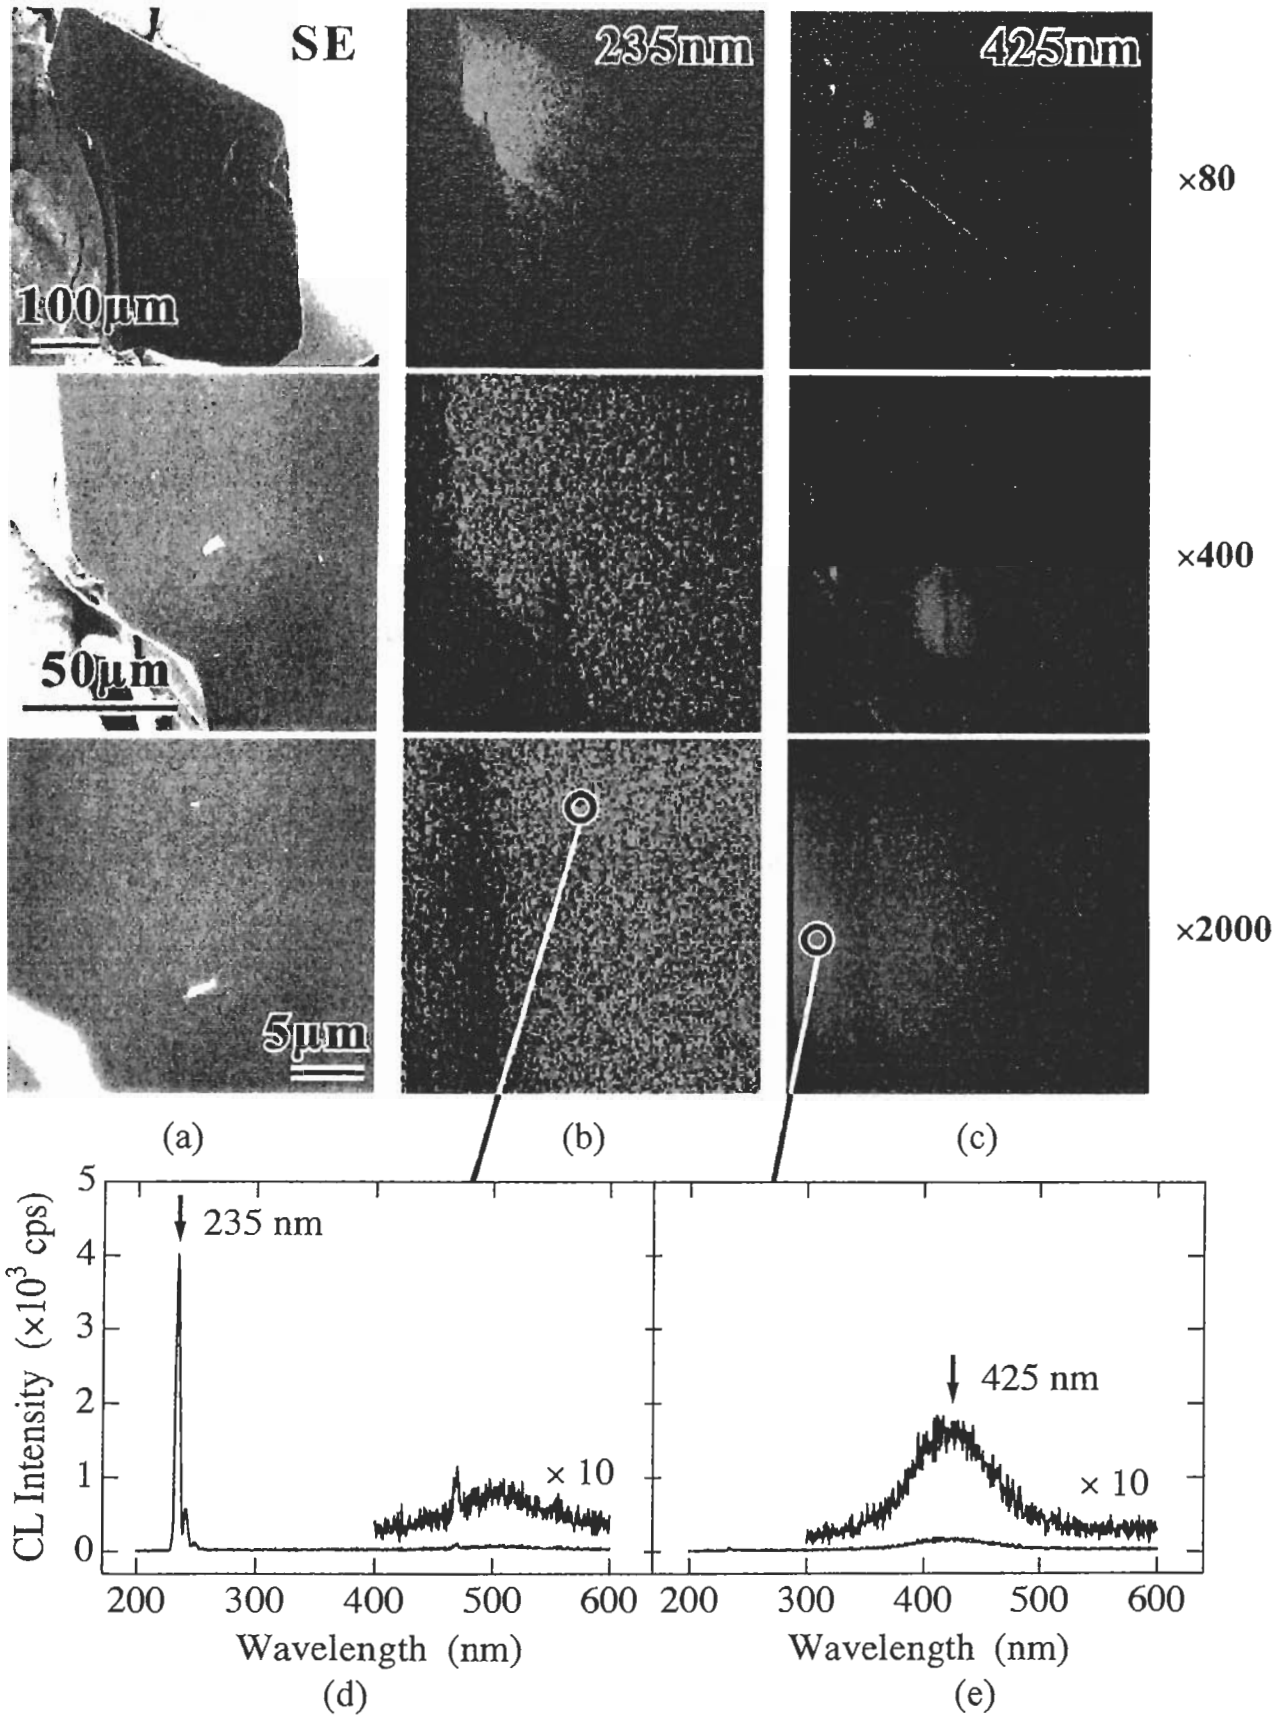 SE
235nm
425nm
×80
100μm
×400
50μm
×2000
5μm
(a)
(b)
(c)
CL Intensity (×10³ cps)
5
4
3
2
1
0
235 nm
× 10
425 nm
× 10
200 300 400 500 600
200 300 400 500 600
Wavelength (nm)
Wavelength (nm)
(d)
(e)